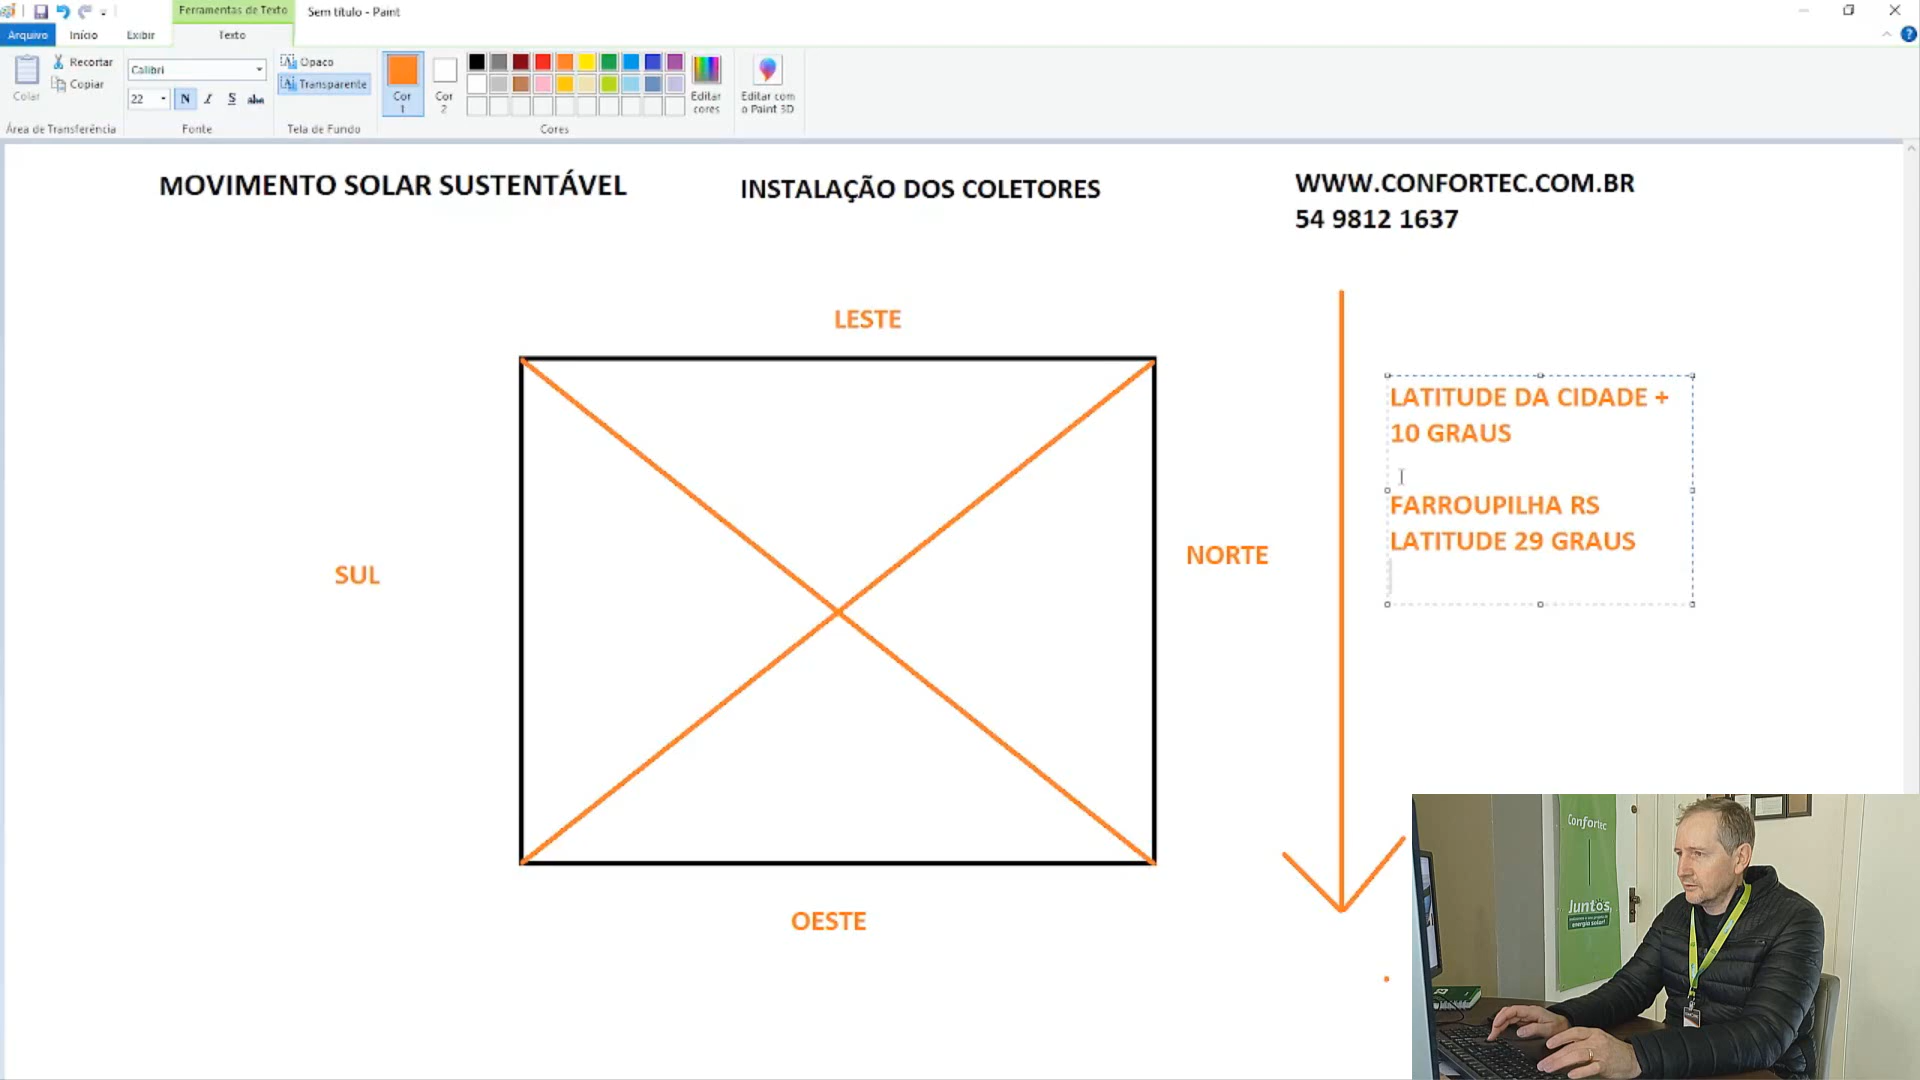 Ferramentas de Texto
Sem título - Paint
Arquivo
Início
Exibir
Texto
Colar
Recortar
Copiar
Área de Transferência
Calibri
22
N I S abc
Fonte
Opaco
Transparente
Tela de Fundo
Cor 1
Cor 2
Cores
Editar cores
Editar com o Paint 3D
MOVIMENTO SOLAR SUSTENTÁVEL
INSTALAÇÃO DOS COLETORES
WWW.CONFORTEC.COM.BR
54 9812 1637
LESTE
SUL
NORTE
OESTE
LATITUDE DA CIDADE +
10 GRAUS
FARROUPILHA RS
LATITUDE 29 GRAUS
Confortec
Juntos
energia solar!